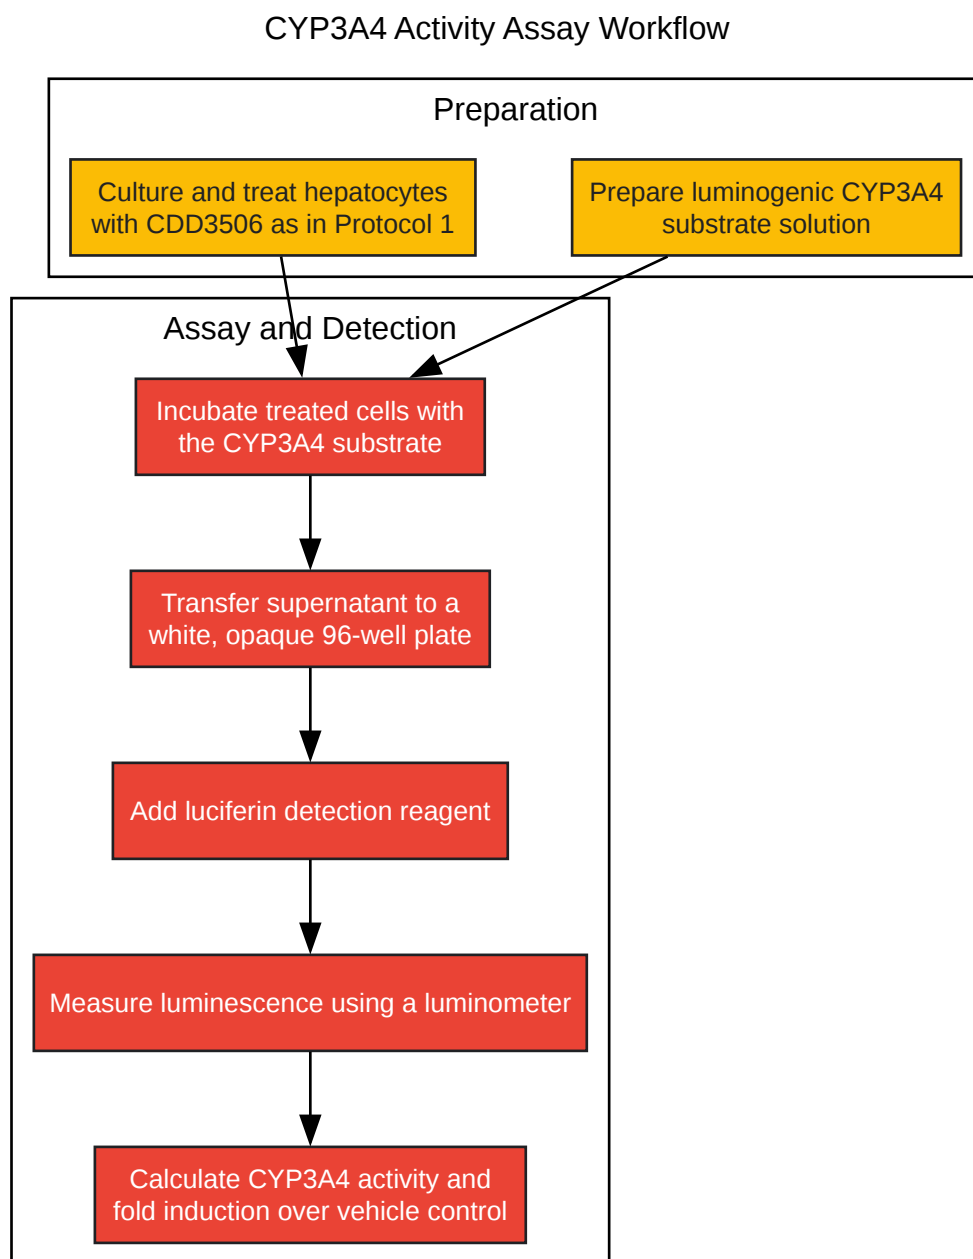 CYP3A4 Activity Assay Workflow
Preparation
Culture and treat hepatocytes
with CDD3506 as in Protocol 1
Prepare luminogenic CYP3A4
substrate solution
Assay and Detection
Incubate treated cells with
the CYP3A4 substrate
Transfer supernatant to a
white, opaque 96-well plate
Add luciferin detection reagent
Measure luminescence using a luminometer
Calculate CYP3A4 activity and
fold induction over vehicle control